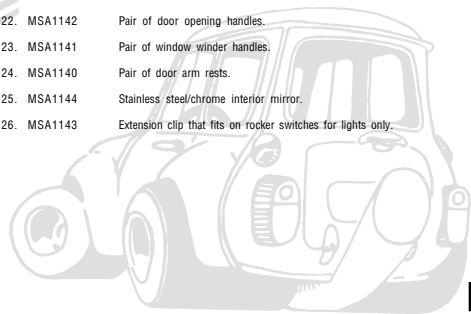 22. MSA1142 Pair of door opening handles.
23. MSA1141 Pair of window winder handles.
24. MSA1140 Pair of door arm rests.
25. MSA1144 Stainless steel/chrome interior mirror.
26. MSA1143 Extension clip that fits on rocker switches for lights only.